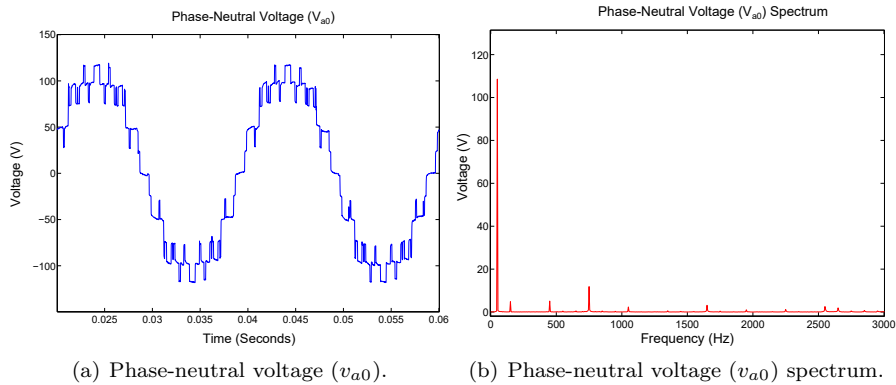 Phase-Neutral Voltage (Va0)
150
100
50
0
−50
−100
Voltage (V)
0.025 0.03 0.035 0.04 0.045 0.05 0.055 0.06
Time (Seconds)
(a) Phase-neutral voltage (va0).
Phase-Neutral Voltage (Va0) Spectrum
120
100
80
60
40
20
0
Voltage (V)
0 500 1000 1500 2000 2500 3000
Frequency (Hz)
(b) Phase-neutral voltage (va0) spectrum.